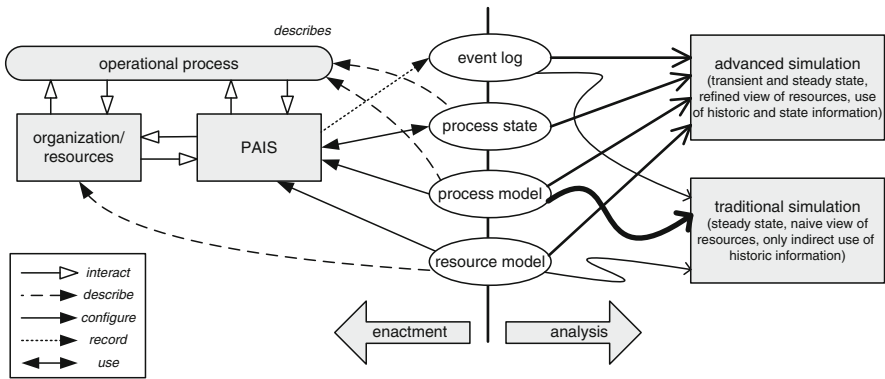 describes
operational process
organization/
resources
PAIS
event log
process state
process model
resource model
advanced simulation
(transient and steady state,
refined view of resources, use
of historic and state information)
traditional simulation
(steady state, naive view of
resources, only indirect use of
historic information)
interact
describe
configure
record
use
enactment
analysis